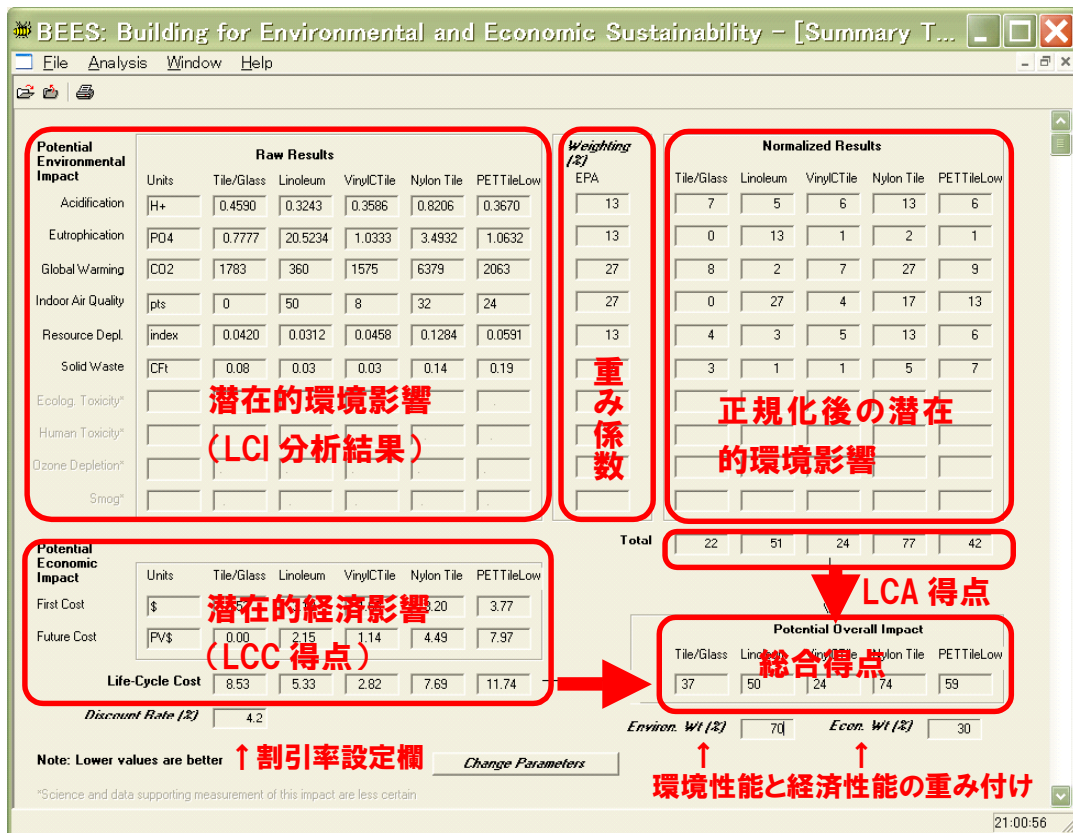 BEES: Building for Environmental and Economic Sustainability - [Summary T...
File Analysis Window Help
Potential Environmental Impact
Raw Results
Units Tile/Glass Linoleum VinylCTile Nylon Tile PETTileLow
Weighting (%)
EPA
Normalized Results
Tile/Glass Linoleum VinylCTile Nylon Tile PETTileLow
Acidification H+ 0.4590 0.3243 0.3586 0.8206 0.3670 13 7 5 6 13 6
Eutrophication PO4 0.7777 20.5234 1.0333 3.4932 1.0632 13 0 13 1 2 1
Global Warming CO2 1783 360 1575 6379 2063 27 8 2 7 27 9
Indoor Air Quality pts 0 50 8 32 24 27 0 27 4 17 13
Resource Depl. index 0.0420 0.0312 0.0458 0.1284 0.0591 13 4 3 5 13 6
Solid Waste CFt 0.08 0.03 0.03 0.14 0.19 3 1 1 5 7
Ecolog. Toxicity*
Human Toxicity*
Ozone Depletion*
Smog*
潜在的環境影響
（LCI 分析結果）
重み係数
正規化後の潜在
的環境影響
Total 22 51 24 77 42
LCA 得点
Potential Economic Impact
Units Tile/Glass Linoleum VinylCTile Nylon Tile PETTileLow
First Cost $ 3.77
Future Cost PV$ 0.00 2.15 1.14 4.49 7.97
潜在的経済影響
（LCC 得点）
Life-Cycle Cost 8.53 5.33 2.82 7.69 11.74
Potential Overall Impact
Tile/Glass Linoleum VinylCTile Nylon Tile PETTileLow
総合得点
37 50 24 74 59
Discount Rate (%) 4.2
Environ. Wt (%) 70 Econ. Wt (%) 30
Note: Lower values are better
↑割引率設定欄
Change Parameters
↑ ↑
環境性能と経済性能の重み付け
*Science and data supporting measurement of this impact are less certain
21:00:56